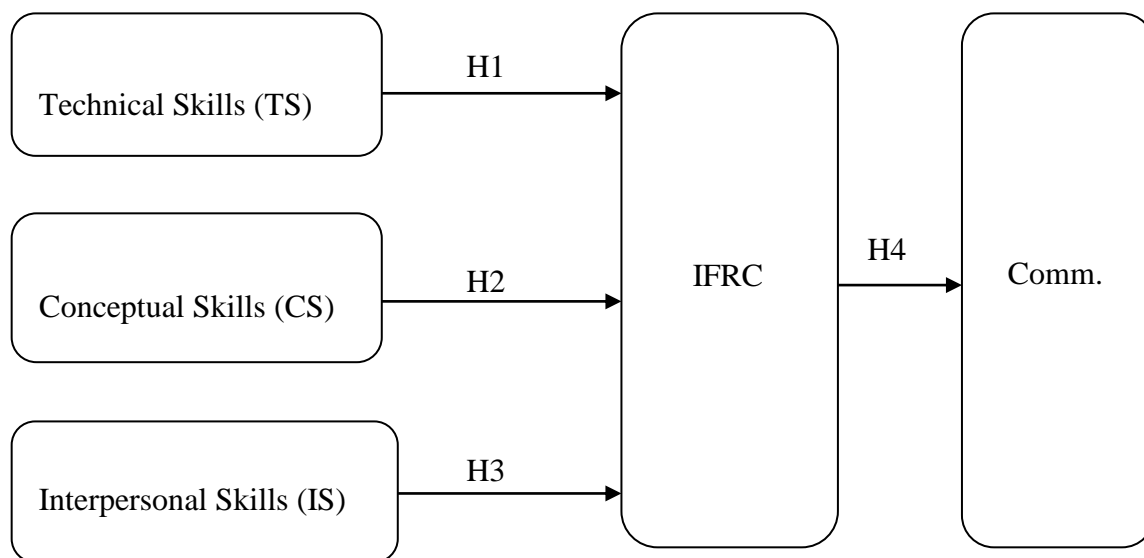 H1
Technical Skills (TS)
H2
Conceptual Skills (CS)
H3
Interpersonal Skills (IS)
IFRC
H4
Comm.